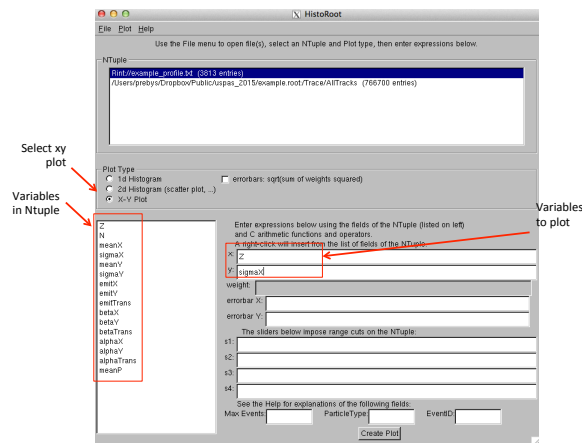 HistoRoot
File Plot Help
Use the File menu to open file(s), select an NTuple and Plot type, then enter expressions below.
NTuple
Rint://example_profile.txt (3813 entries)
/Users/prebys/Dropbox/Public/uspas_2015/example.root:/Trace/AllTracks (766700 entries)
Select xy
plot
Plot Type
1d Histogram
errorbars: sqrt(sum of weights squared)
2d Histogram (scatter plot, ...)
X-Y Plot
Variables
in Ntuple
Variables
to plot
Z
N
meanX
sigmaX
meanY
sigmaY
emitX
emitY
emitTrans
betaX
betaY
betaTrans
alphaX
alphaY
alphaTrans
meanP
Enter expressions below using the fields of the NTuple (listed on left)
and C arithmetic functions and operators.
A right-click will insert from the list of fields of the NTuple.
x: Z
y: sigmaX
weight:
errorbar X:
errorbar Y:
The sliders below impose range cuts on the NTuple:
s1:
s2:
s3:
s4:
See the Help for explanations of the following fields:
Max Events: ParticleType: EventID:
Create Plot